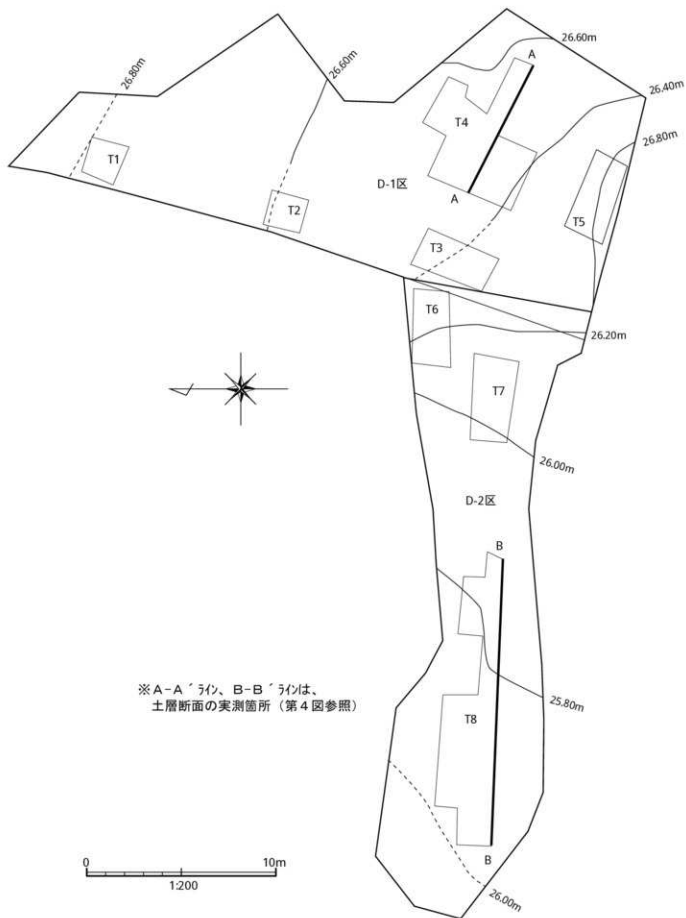 26.60m
A
26.80m
26.60m
26.40m
26.80m
T4
T1
D-1区
A
T2
T5
T3
T6
26.20m
T7
26.00m
D-2区
B
※A-A´ライン、B-B´ラインは、
土層断面の実測箇所（第4図参照）
25.80m
T8
B
0 10m
1:200
26.00m